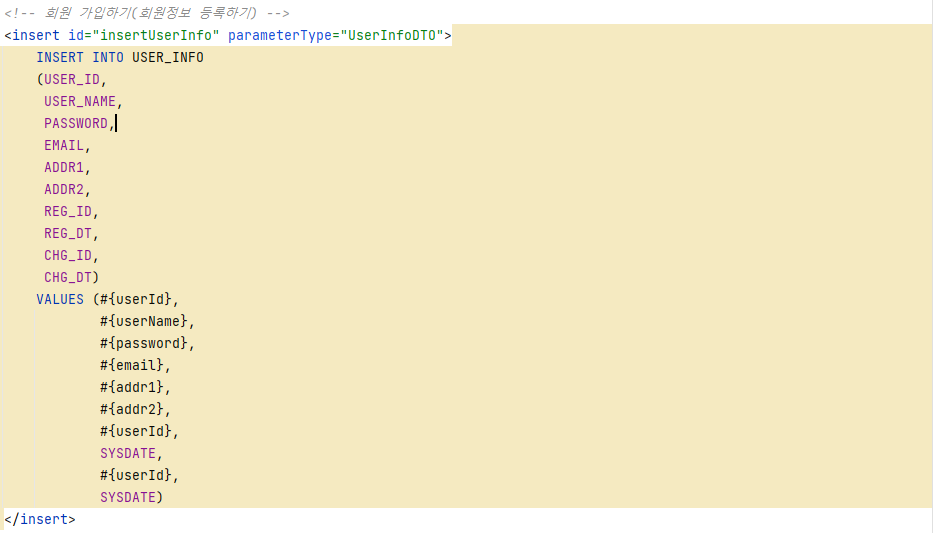 <!-- 회원 가입하기(회원정보 등록하기) -->
<insert id="insertUserInfo" parameterType="UserInfoDTO">
INSERT INTO USER_INFO
(USER_ID,
USER_NAME,
PASSWORD,
EMAIL,
ADDR1,
ADDR2,
REG_ID,
REG_DT,
CHG_ID,
CHG_DT)
VALUES (#{userId},
#{userName},
#{password},
#{email},
#{addr1},
#{addr2},
#{userId},
SYSDATE,
#{userId},
SYSDATE)
</insert>